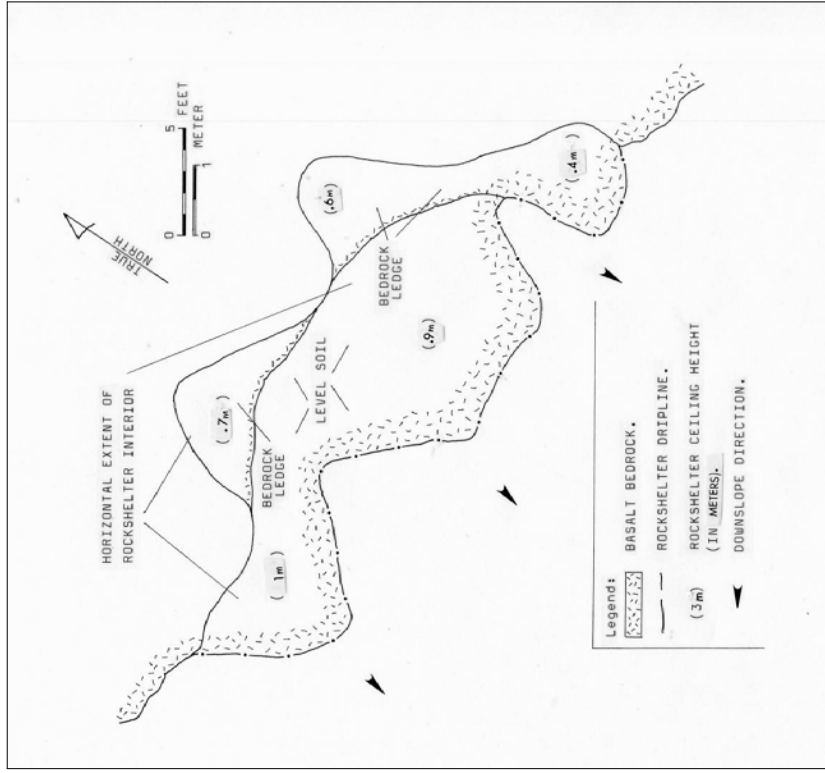 TRUE
NORTH
0 5 FEET
0 1 METER
HORIZONTAL EXTENT OF
ROCKSHELTER INTERIOR
(.6m)
(.4m)
BEDROCK
LEDGE
(.7m)
LEVEL SOIL
(.9m)
BEDROCK
LEDGE
( 1m )
Legend:
BASALT BEDROCK.
ROCKSHELTER DRIPLINE.
(3m) ROCKSHELTER CEILING HEIGHT
(IN METERS).
DOWNSLOPE DIRECTION.